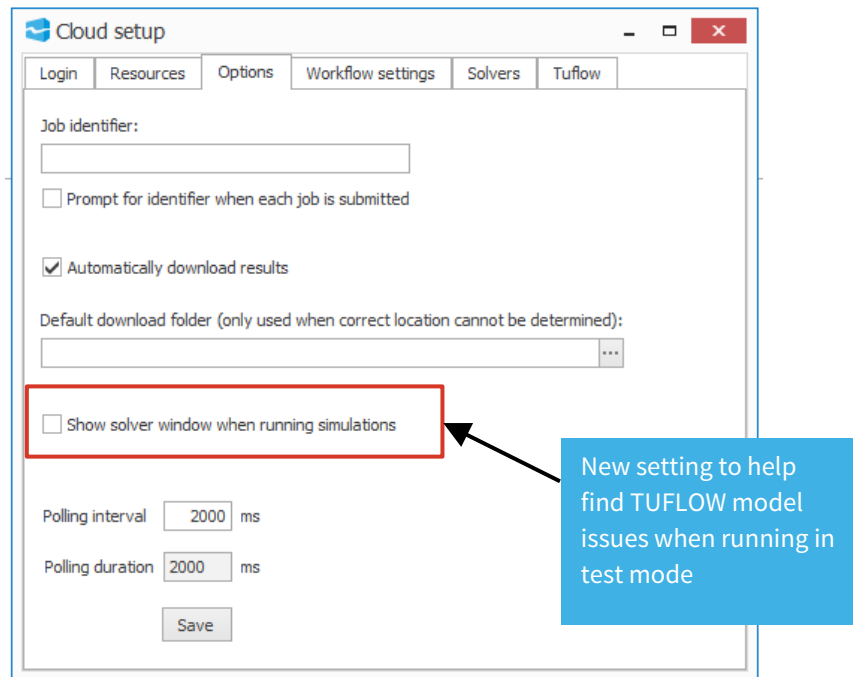 Cloud setup
Login Resources Options Workflow settings Solvers Tuflow
Job identifier:
Prompt for identifier when each job is submitted
Automatically download results
Default download folder (only used when correct location cannot be determined):
...
Show solver window when running simulations
New setting to help
find TUFLOW model
issues when running in
test mode
Polling interval 2000 ms
Polling duration 2000 ms
Save